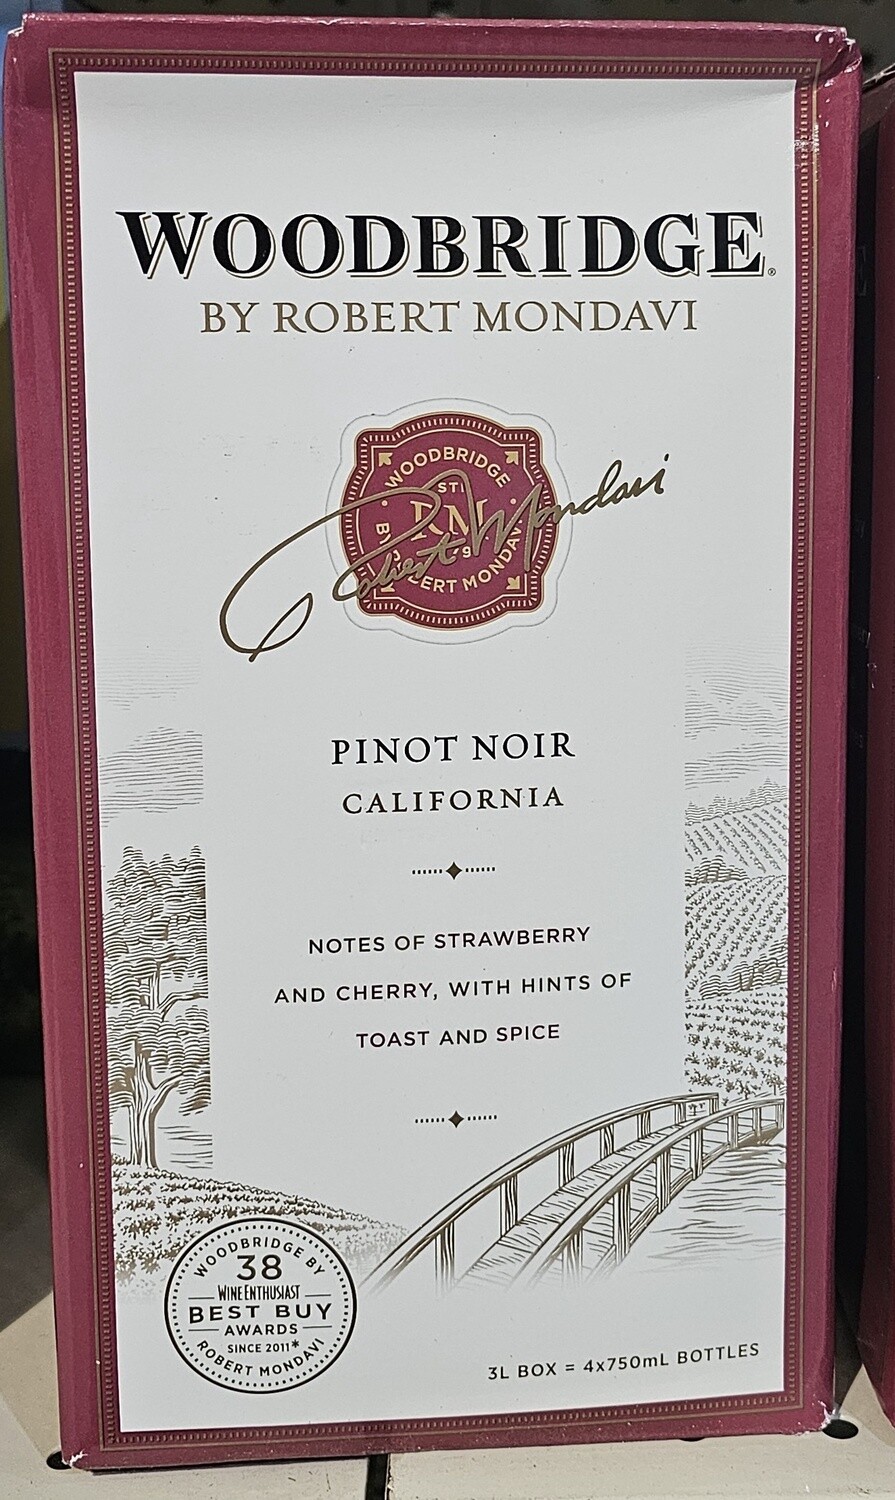 WOODBRIDGE®
BY ROBERT MONDAVI
WOODBRIDGE
RM
Robert Mondavi
PINOT NOIR
CALIFORNIA
NOTES OF STRAWBERRY
AND CHERRY, WITH HINTS OF
TOAST AND SPICE
WOODBRIDGE BY
38
WINE ENTHUSIAST
BEST BUY
AWARDS
SINCE 2011*
ROBERT MONDAVI
3L BOX = 4x750mL BOTTLES